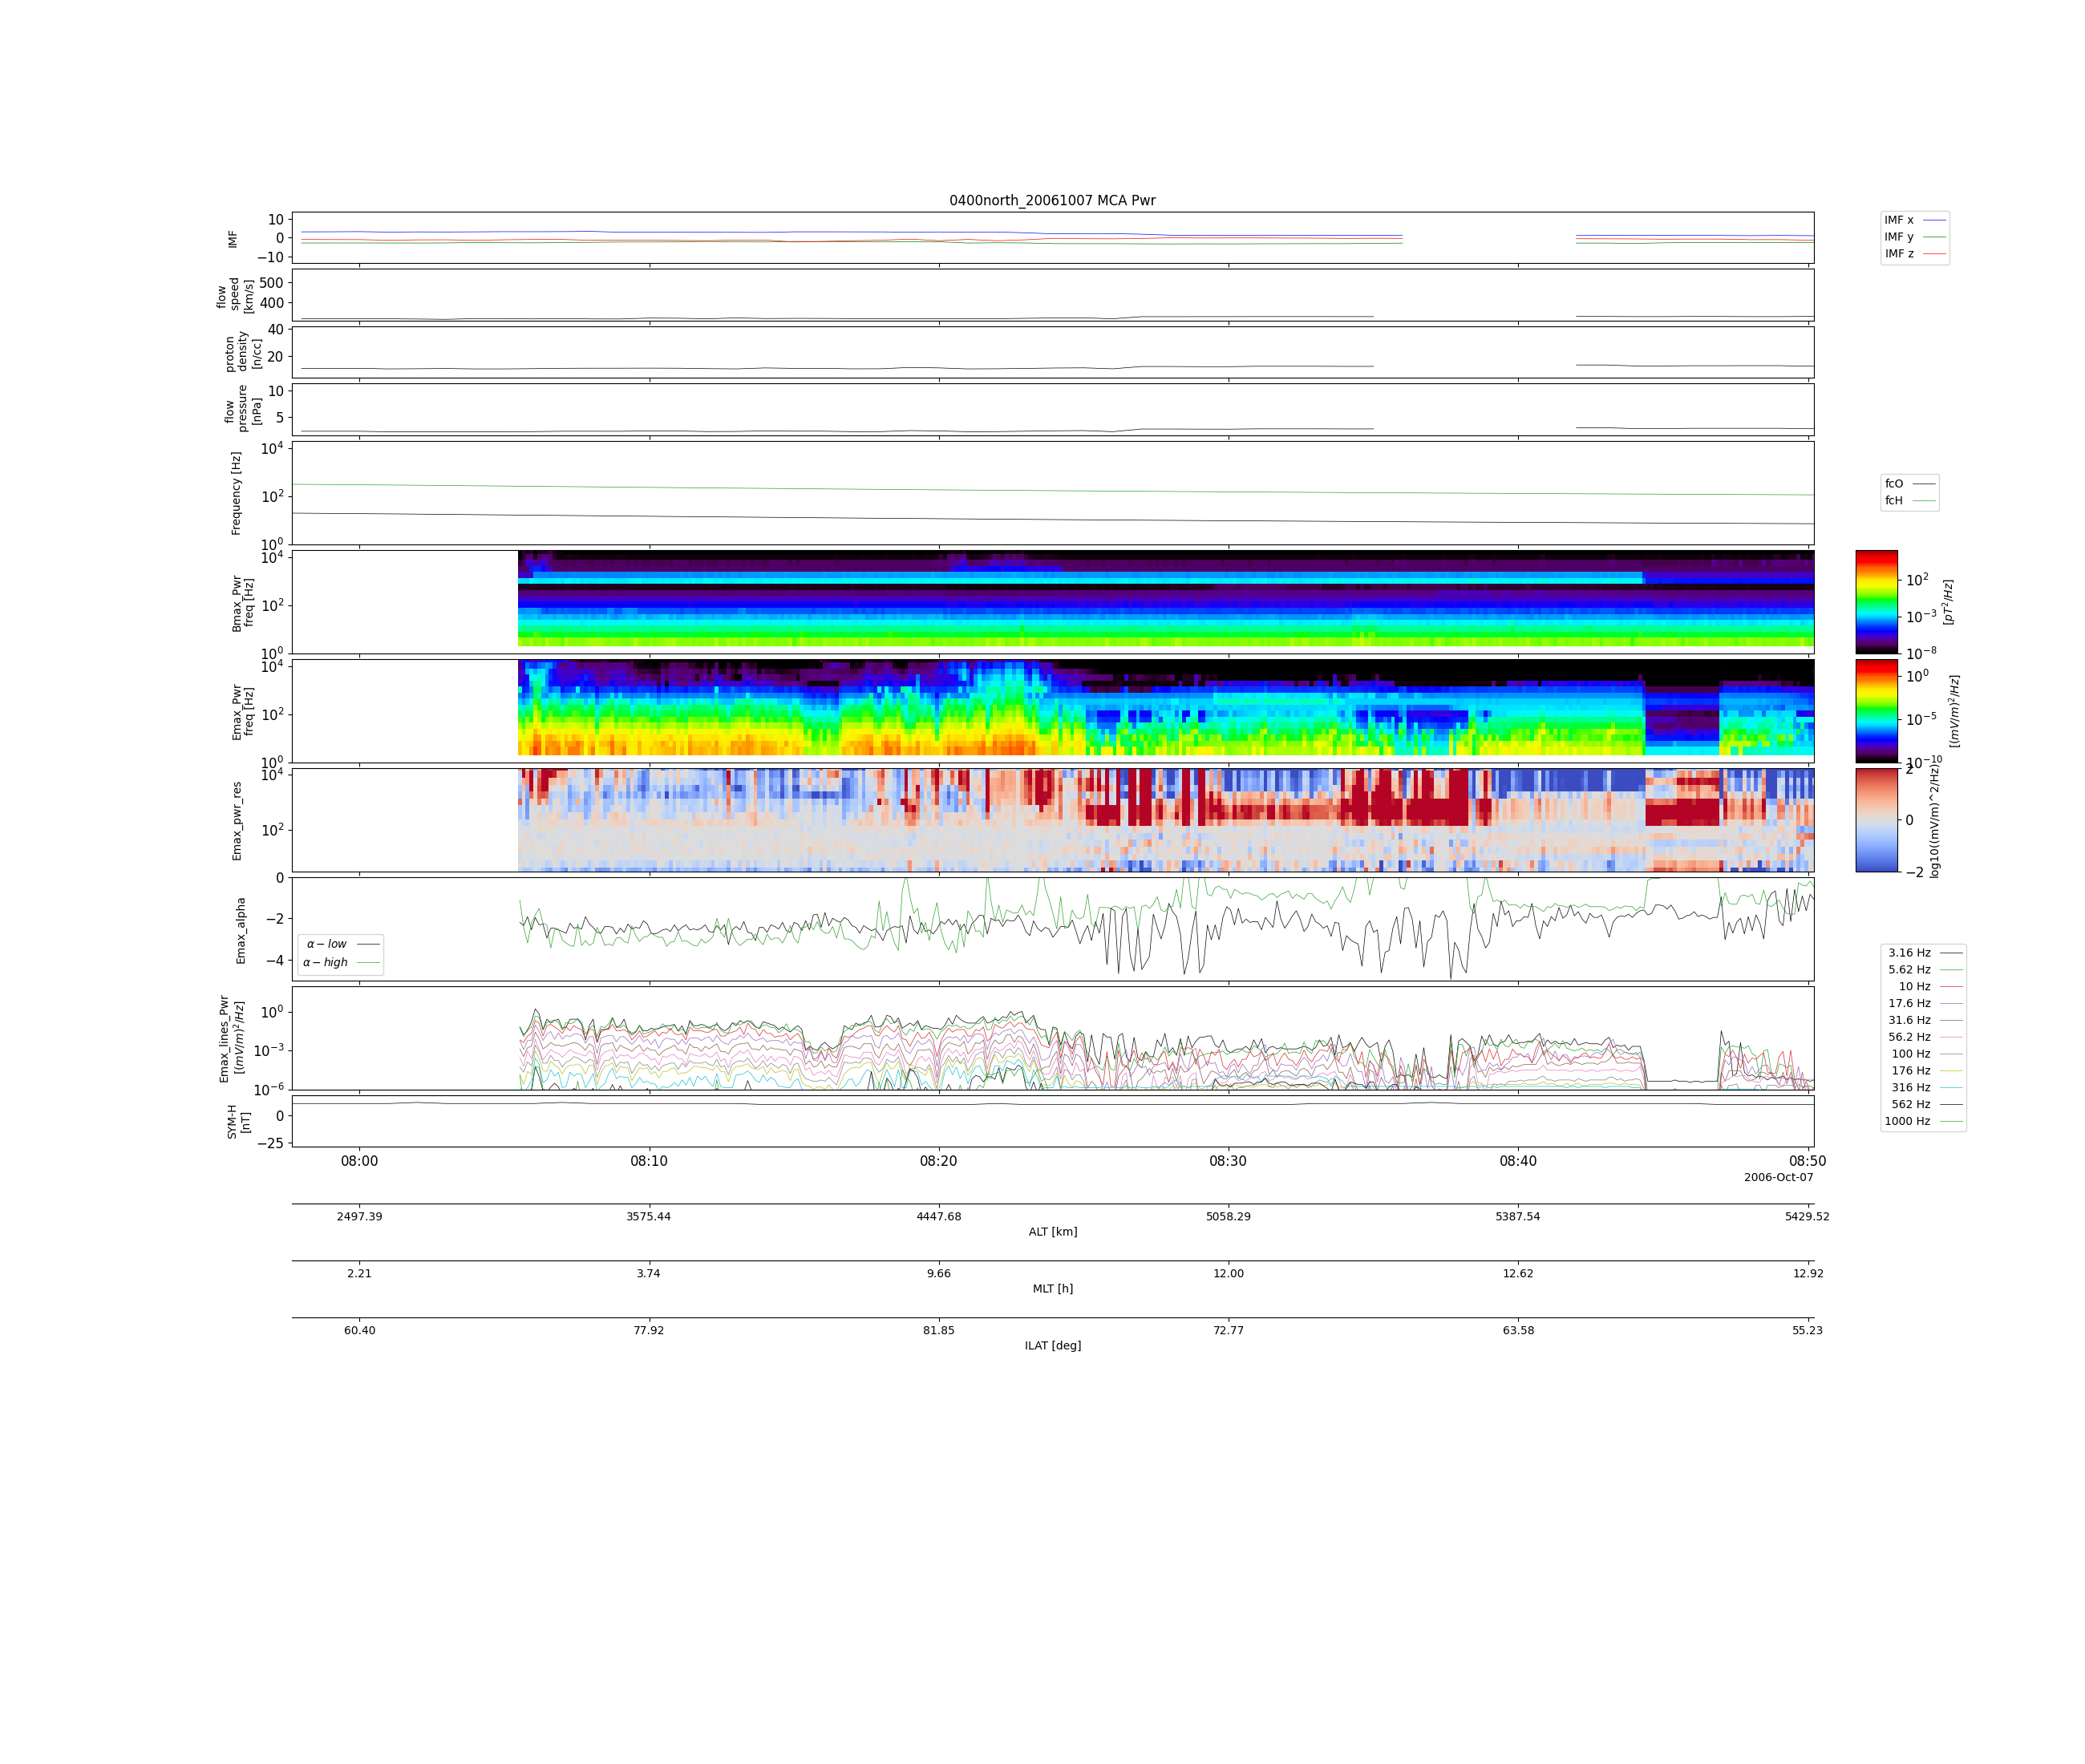 0400north_20061007 MCA Pwr
10
0
−10
IMF
IMF x
IMF y
IMF z
500
400
flow
speed
[km/s]
40
20
proton
density
[n/cc]
10
5
flow
pressure
[nPa]
10^4
10^2
10^0
Frequency [Hz]
fcO
fcH
10^4
10^2
10^0
Bmax_Pwr
freq [Hz]
10^2
10^−3
10^−8
[pT^2/Hz]
10^4
10^2
10^0
Emax_Pwr
freq [Hz]
10^0
10^−5
10^−10
[(mV/m)^2/Hz]
10^4
10^2
Emax_pwr_res
2
0
−2
log10((mV/m)^2/Hz)
0
−2
−4
Emax_alpha
α − low
α − high
10^0
10^−3
10^−6
Emax_lines_Pwr
[(mV/m)^2/Hz]
3.16 Hz
5.62 Hz
10 Hz
17.6 Hz
31.6 Hz
56.2 Hz
100 Hz
176 Hz
316 Hz
562 Hz
1000 Hz
0
−25
SYM-H
[nT]
08:00 08:10 08:20 08:30 08:40 08:50
2006-Oct-07
2497.39 3575.44 4447.68 5058.29 5387.54 5429.52
ALT [km]
2.21 3.74 9.66 12.00 12.62 12.92
MLT [h]
60.40 77.92 81.85 72.77 63.58 55.23
ILAT [deg]